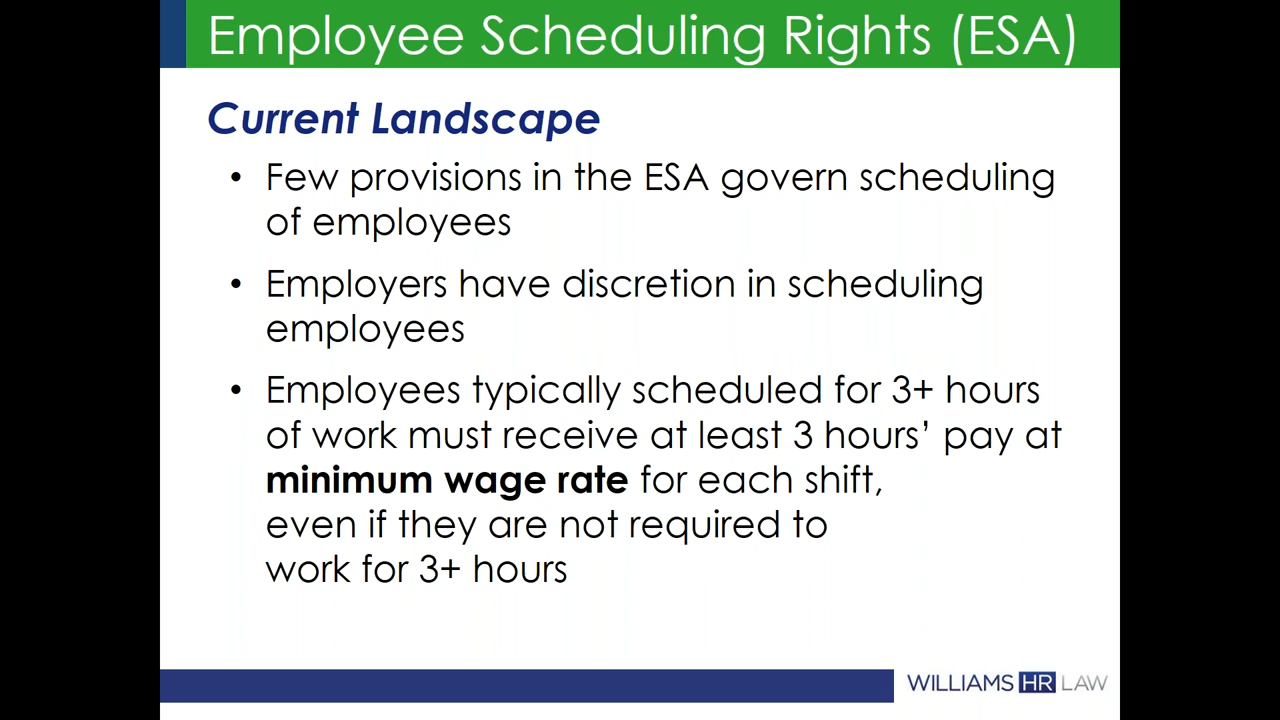 Employee Scheduling Rights (ESA)
Current Landscape
• Few provisions in the ESA govern scheduling
of employees
• Employers have discretion in scheduling
employees
• Employees typically scheduled for 3+ hours
of work must receive at least 3 hours’ pay at
minimum wage rate for each shift,
even if they are not required to
work for 3+ hours
WILLIAMS HR LAW